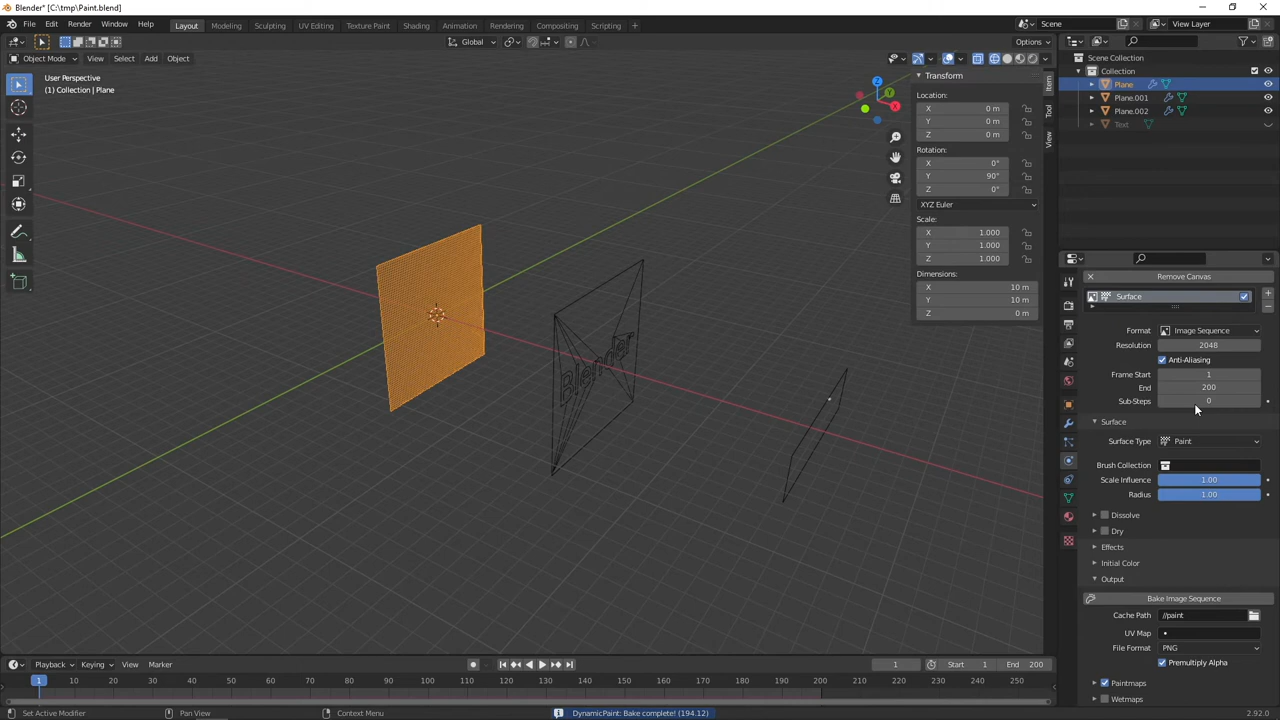 Blender* [C:\tmp\Paint.blend]
File Edit Render Window Help Layout Modeling Sculpting UV Editing Texture Paint Shading Animation Rendering Compositing Scripting + Scene View Layer
Global Options
Object Mode View Select Add Object
User Perspective
(1) Collection | Plane
Z
Y
X
Blender
Transform
Location:
X 0 m
Y 0 m
Z 0 m
Rotation:
X 0°
Y 90°
Z 0°
XYZ Euler
Scale:
X 1.000
Y 1.000
Z 1.000
Dimensions:
X 10 m
Y 10 m
Z 0 m
Item
Tool
View
Scene Collection
Collection
Plane
Plane.001
Plane.002
Text
Remove Canvas
Surface
Format Image Sequence
Resolution 2048
Anti-Aliasing
Frame Start 1
End 200
Sub-Steps 0
Surface
Surface Type Paint
Brush Collection
Scale Influence 1.00
Radius 1.00
Dissolve
Dry
Effects
Initial Color
Output
Bake Image Sequence
Cache Path //paint
UV Map
File Format PNG
Premultiply Alpha
Paintmaps
Wetmaps
Playback Keying View Marker 1 Start 1 End 200
1 10 20 30 40 50 60 70 80 90 100 110 120 130 140 150 160 170 180 190 200 210 220 230 240 250
Set Active Modifier Pan View Context Menu DynamicPaint: Bake complete! (194.12) 2.92.0